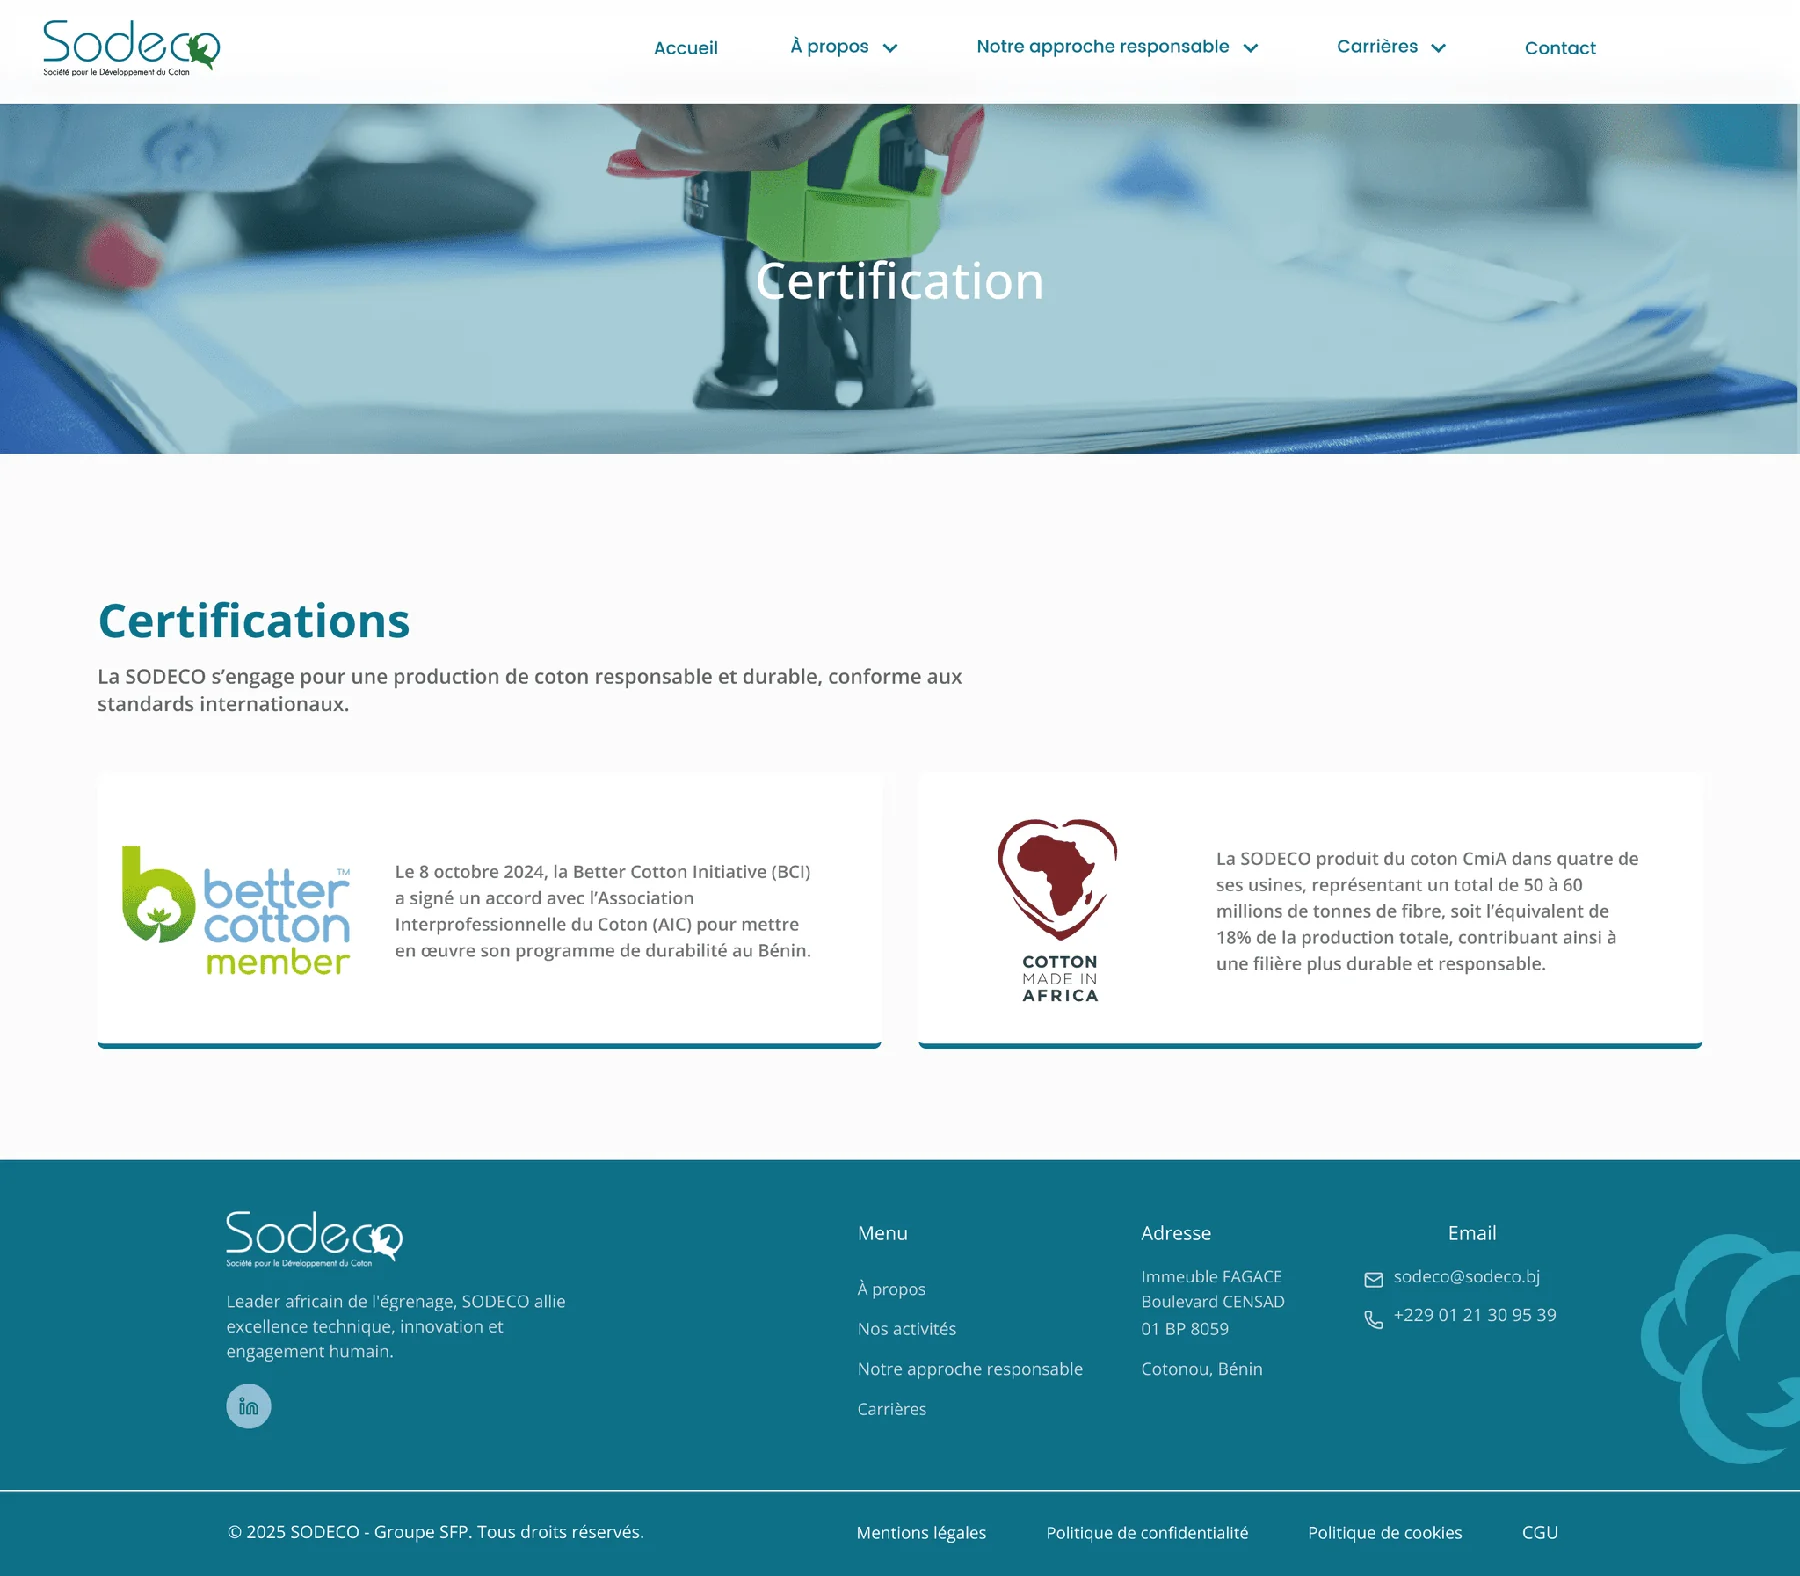 Sodeco
Société pour le Développement du Coton
Accueil
À propos
Notre approche responsable
Carrières
Contact
Certification
Certifications
La SODECO s’engage pour une production de coton responsable et durable, conforme aux
standards internationaux.
better™
cotton
member
Le 8 octobre 2024, la Better Cotton Initiative (BCI)
a signé un accord avec l’Association
Interprofessionnelle du Coton (AIC) pour mettre
en œuvre son programme de durabilité au Bénin.
COTTON
MADE IN
AFRICA
La SODECO produit du coton CmiA dans quatre de
ses usines, représentant un total de 50 à 60
millions de tonnes de fibre, soit l’équivalent de
18% de la production totale, contribuant ainsi à
une filière plus durable et responsable.
Sodeco
Société pour le Développement du Coton
Leader africain de l'égrenage, SODECO allie
excellence technique, innovation et
engagement humain.
in
Menu
À propos
Nos activités
Notre approche responsable
Carrières
Adresse
Immeuble FAGACE
Boulevard CENSAD
01 BP 8059
Cotonou, Bénin
Email
sodeco@sodeco.bj
+229 01 21 30 95 39
© 2025 SODECO - Groupe SFP. Tous droits réservés.
Mentions légales
Politique de confidentialité
Politique de cookies
CGU